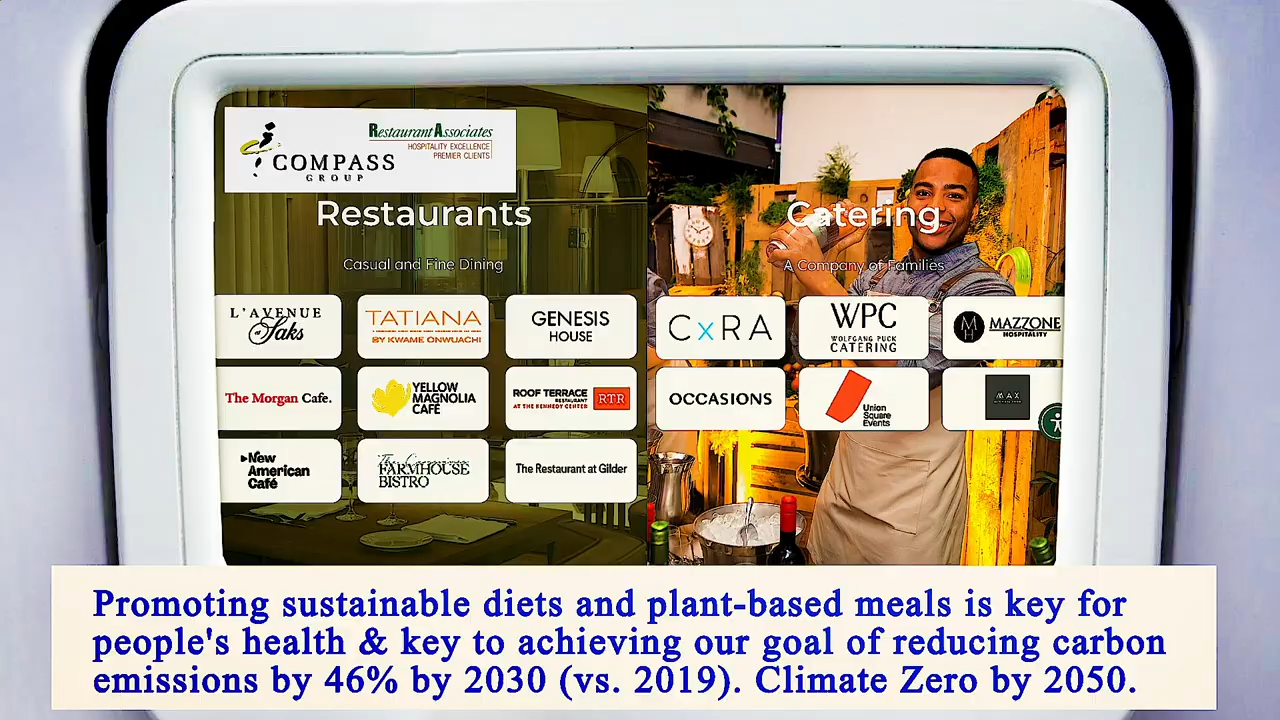 COMPASS
GROUP
Restaurant Associates
HOSPITALITY EXCELLENCE
PREMIER CLIENTS
Restaurants
Casual and Fine Dining
L'AVENUE
Saks
TATIANA
BY KWAME ONWUACHI
GENESIS
HOUSE
The Morgan Cafe.
YELLOW
MAGNOLIA
CAFÉ
ROOF TERRACE
RESTAURANT
AT THE KENNEDY CENTER
RTR
New
American
Café
FARMHOUSE
BISTRO
The Restaurant at Gilder
Catering
A Company of Families
CxRA
WPC
WOLFGANG PUCK
CATERING
MH
MAZZONE
HOSPITALITY
OCCASIONS
Union
Square
Events
MAX
Promoting sustainable diets and plant-based meals is key for
people's health & key to achieving our goal of reducing carbon
emissions by 46% by 2030 (vs. 2019). Climate Zero by 2050.